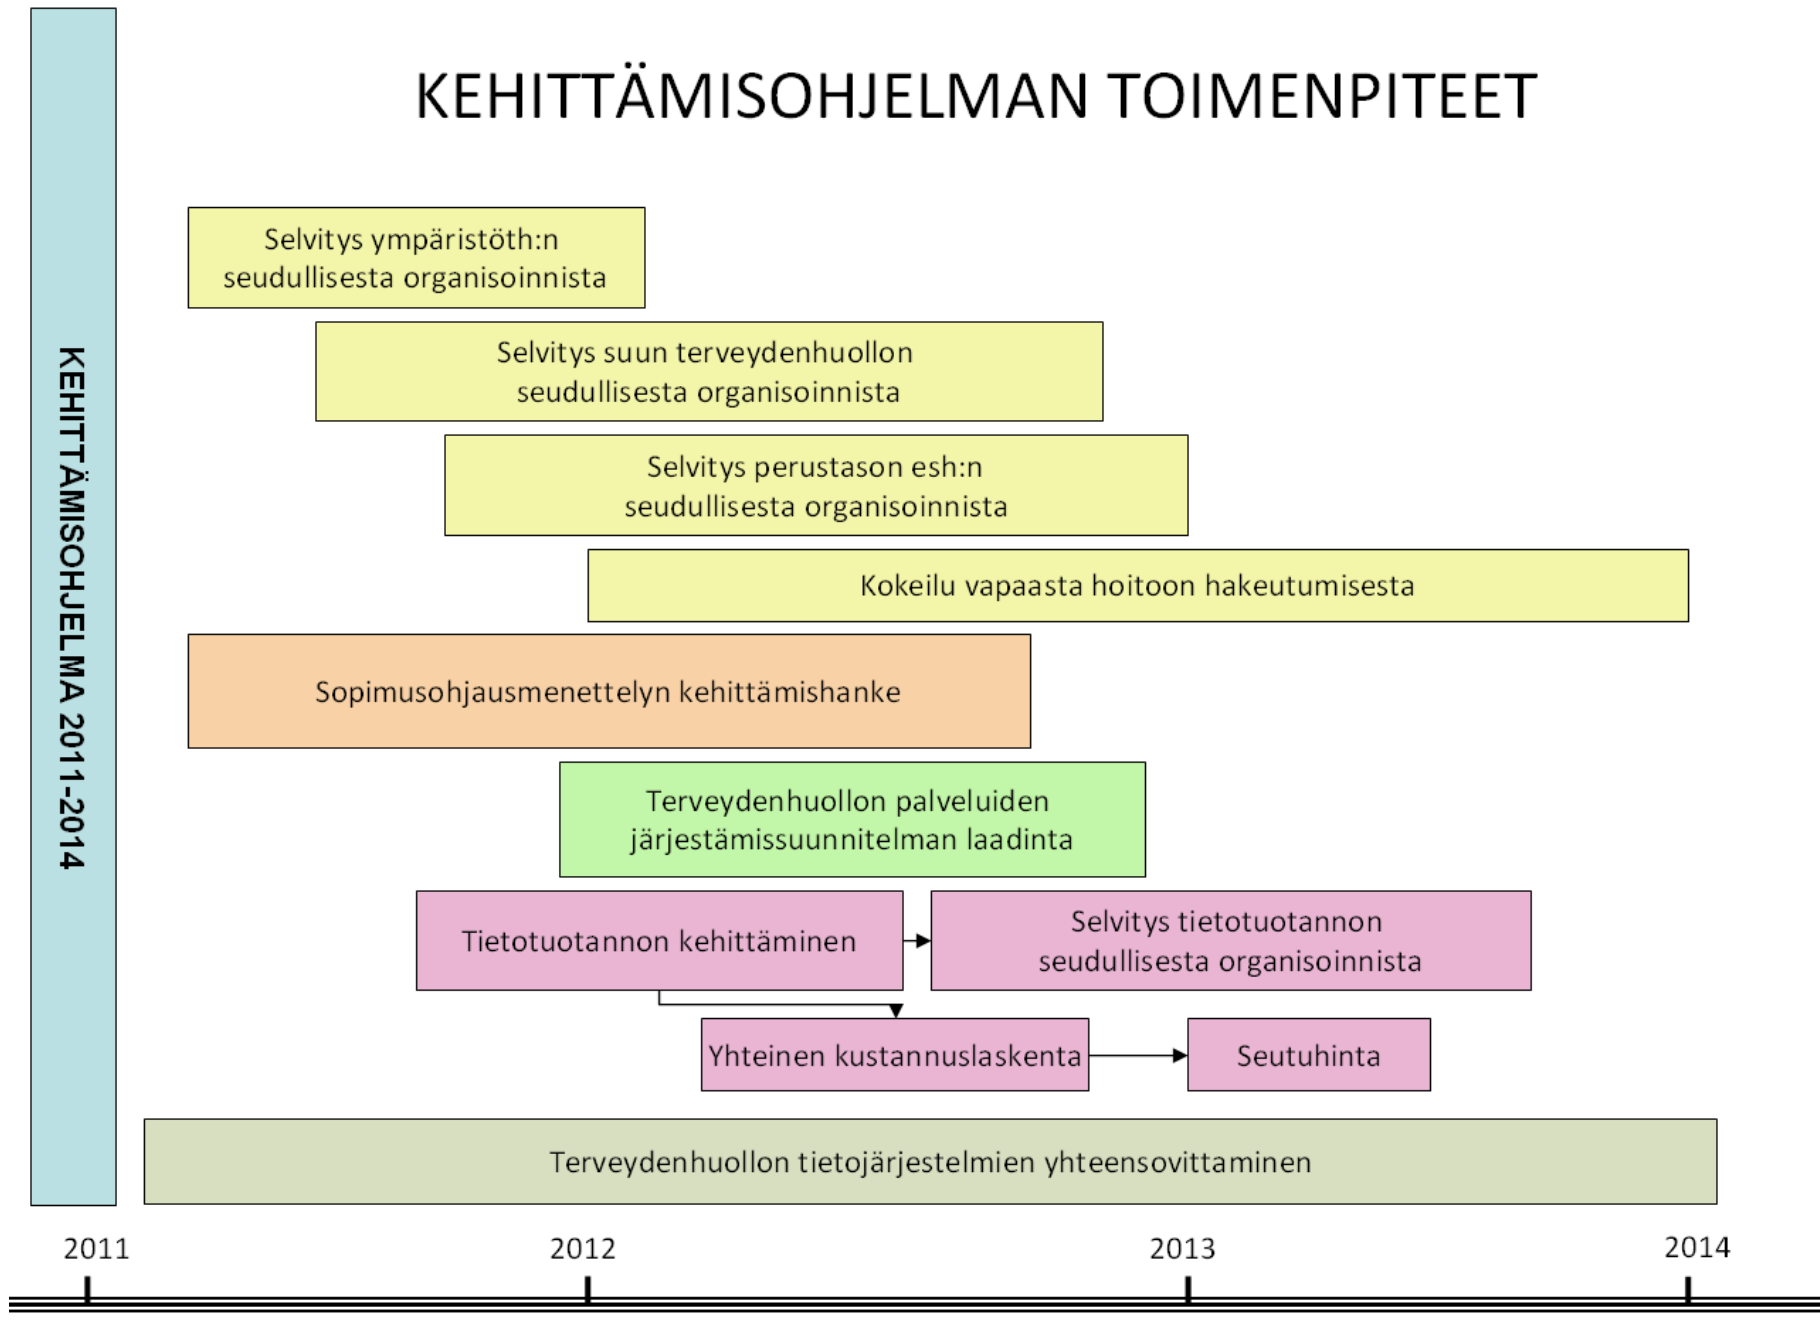 KEHITTÄMISOHJELMAN TOIMENPITEET
KEHITTÄMISOHJELMA 2011-2014
Selvitys ympäristöth:n
seudullisesta organisoinnista
Selvitys suun terveydenhuollon
seudullisesta organisoinnista
Selvitys perustason esh:n
seudullisesta organisoinnista
Kokeilu vapaasta hoitoon hakeutumisesta
Sopimusohjausmenettelyn kehittämishanke
Terveydenhuollon palveluiden
järjestämissuunnitelman laadinta
Tietotuotannon kehittäminen
Selvitys tietotuotannon
seudullisesta organisoinnista
Yhteinen kustannuslaskenta
Seutuhinta
Terveydenhuollon tietojärjestelmien yhteensovittaminen
2011 2012 2013 2014